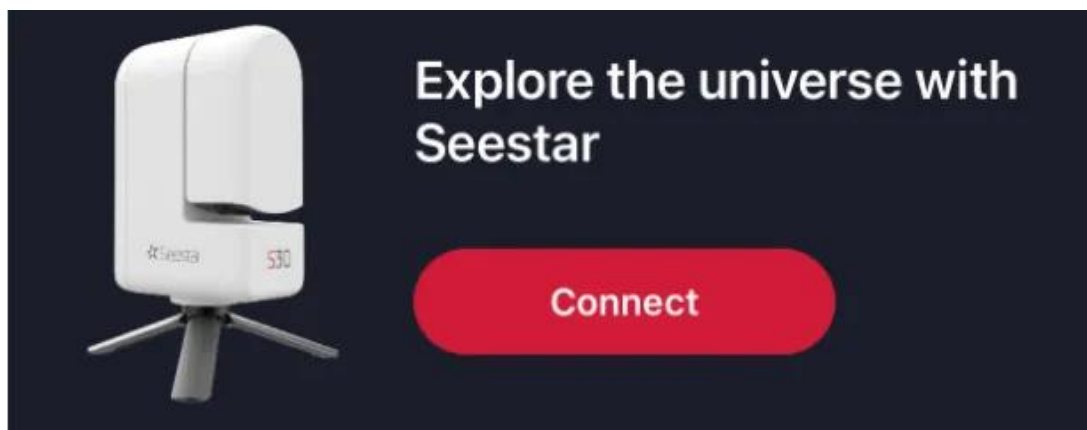 Explore the universe with
Seestar
Seestar
S30
Connect